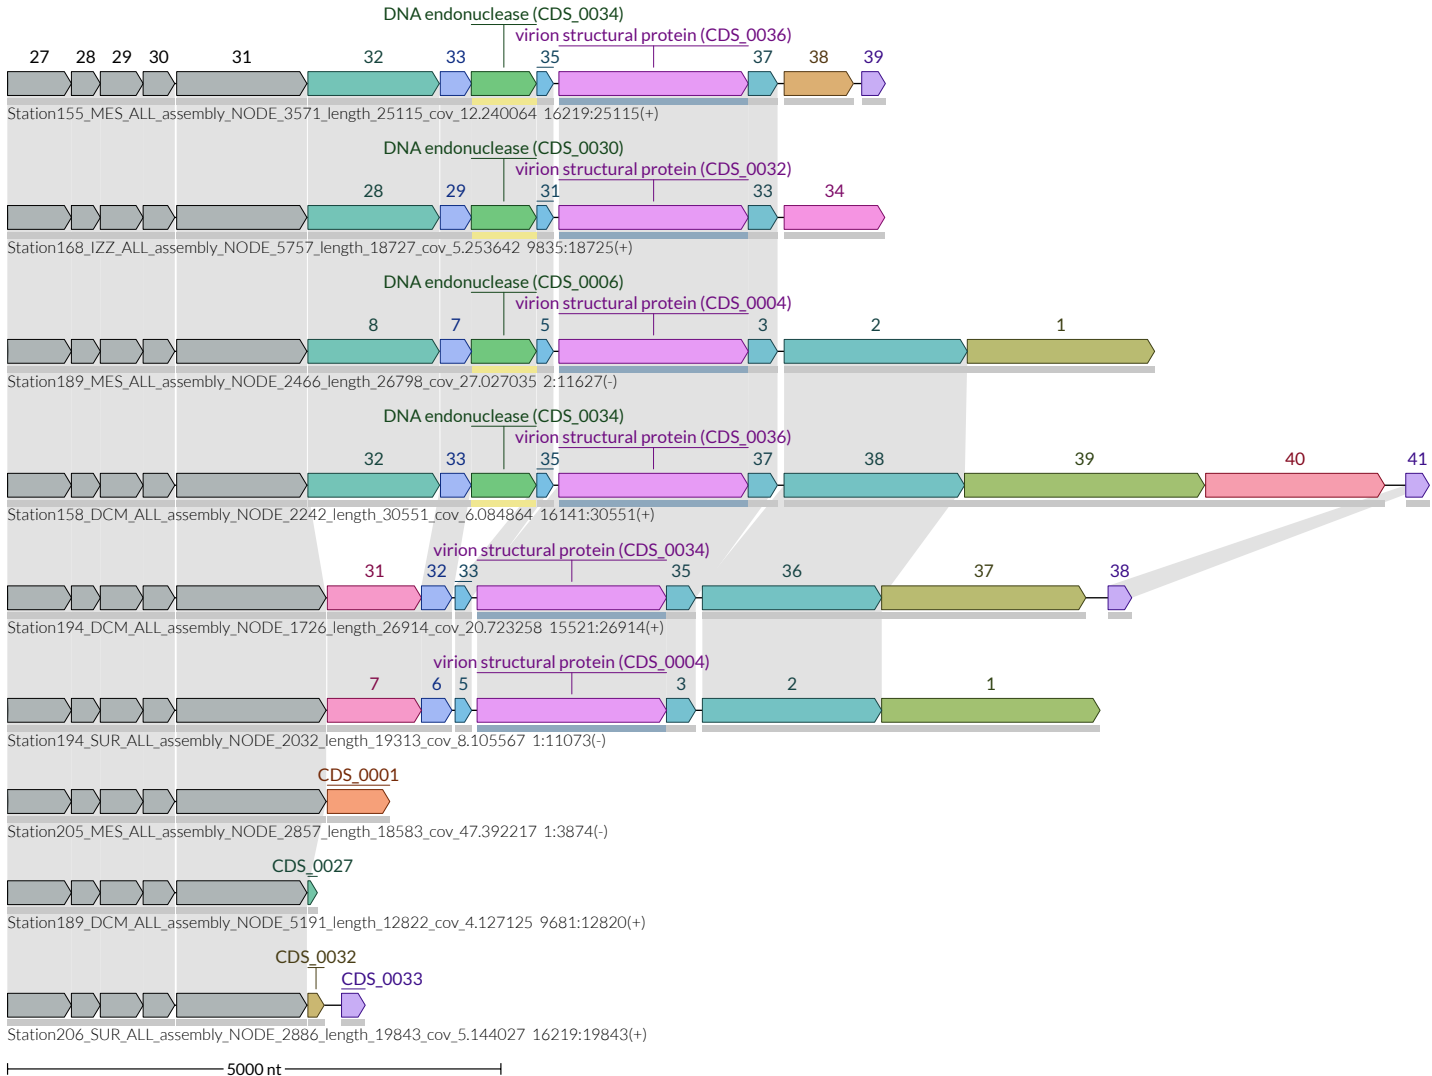 DNA endonuclease (CDS_0034)
virion structural protein (CDS_0036)
27 28 29 30 31 32 33 35 37 38 39
Station155_MES_ALL_assembly_NODE_3571_length_25115_cov_12.240064 16219:25115(+)
DNA endonuclease (CDS_0030)
virion structural protein (CDS_0032)
28 29 31 33 34
Station168_IZZ_ALL_assembly_NODE_5757_length_18727_cov_5.253642 9835:18725(+)
DNA endonuclease (CDS_0006)
virion structural protein (CDS_0004)
8 7 5 3 2 1
Station189_MES_ALL_assembly_NODE_2466_length_26798_cov_27.027035 2:11627(-)
DNA endonuclease (CDS_0034)
virion structural protein (CDS_0036)
32 33 35 37 38 39 40 41
Station158_DCM_ALL_assembly_NODE_2242_length_30551_cov_6.084864 16141:30551(+)
virion structural protein (CDS_0034)
31 32 33 35 36 37 38
Station194_DCM_ALL_assembly_NODE_1726_length_26914_cov_20.723258 15521:26914(+)
virion structural protein (CDS_0004)
7 6 5 3 2 1
Station194_SUR_ALL_assembly_NODE_2032_length_19313_cov_8.105567 1:11073(-)
CDS_0001
Station205_MES_ALL_assembly_NODE_2857_length_18583_cov_47.392217 1:3874(-)
CDS_0027
Station189_DCM_ALL_assembly_NODE_5191_length_12822_cov_4.127125 9681:12820(+)
CDS_0032
CDS_0033
Station206_SUR_ALL_assembly_NODE_2886_length_19843_cov_5.144027 16219:19843(+)
5000 nt